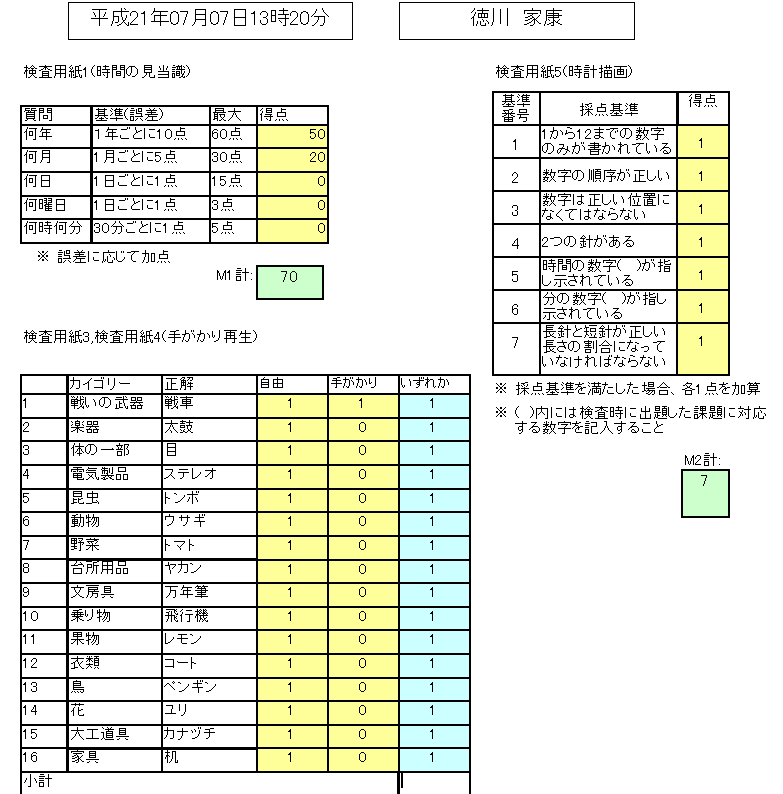 平成21年07月07日13時20分
徳川 家康
検査用紙1(時間の見当識)
質問 基準(誤差) 最大 得点
何年 1年ごとに10点 60点 50
何月 1月ごとに5点 30点 20
何日 1日ごとに1点 15点 0
何曜日 1日ごとに1点 3点 0
何時何分 30分ごとに1点 5点 0
※ 誤差に応じて加点
M1計: 70
検査用紙3,検査用紙4(手がかり再生)
カイゴリー 正解 自由 手がかり いずれか
1 戦いの武器 戦車 1 1 1
2 楽器 太鼓 1 0 1
3 体の一部 目 1 0 1
4 電気製品 ステレオ 1 0 1
5 昆虫 トンボ 1 0 1
6 動物 ウサギ 1 0 1
7 野菜 トマト 1 0 1
8 台所用品 ヤカン 1 0 1
9 文房具 万年筆 1 0 1
10 乗り物 飛行機 1 0 1
11 果物 レモン 1 0 1
12 衣類 コート 1 0 1
13 鳥 ペンギン 1 0 1
14 花 ユリ 1 0 1
15 大工道具 カナヅチ 1 0 1
16 家具 机 1 0 1
小計
検査用紙5(時計描画)
基準
番号
採点基準
得点
1 1から12までの数字
のみが書かれている 1
2 数字の順序が正しい 1
3 数字は正しい位置に
なくてはならない 1
4 2つの針がある 1
5 時間の数字( )が指
し示されている 1
6 分の数字( )が指し
示されている 1
7 長針と短針が正しい
長さの割合になって
いなければならない 1
※ 採点基準を満たした場合、各1点を加算
※ ( )内には検査時に出題した課題に対応
する数字を記入すること
M2計:
7